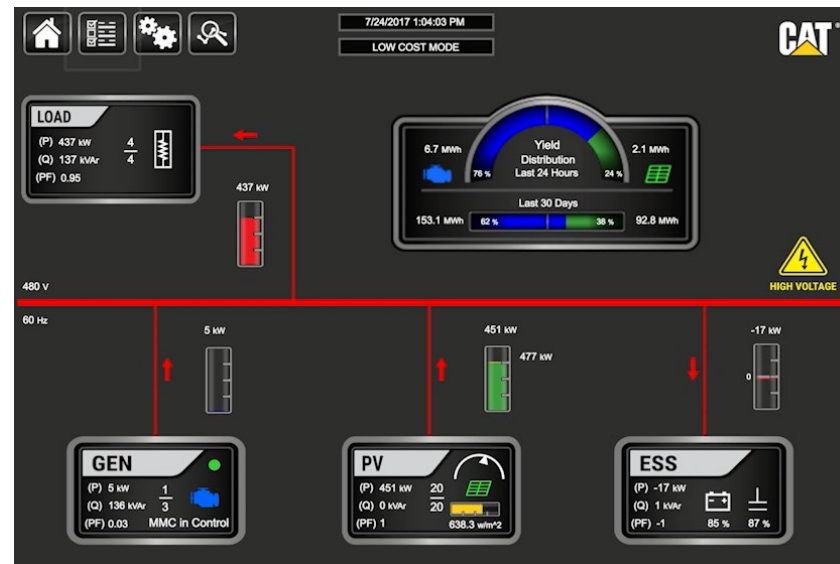 7/24/2017 1:04:03 PM
LOW COST MODE
CAT
LOAD
(P) 437 kW
(Q) 137 kVAr
(PF) 0.95
4
4
437 kW
6.7 MWh
Yield
Distribution
Last 24 Hours
2.1 MWh
76 %
24 %
Last 30 Days
153.1 MWh
62 %
38 %
92.8 MWh
HIGH VOLTAGE
480 V
60 Hz
5 kW
451 kW
477 kW
-17 kW
0
GEN
(P) 5 kW
(Q) 136 kVAr
(PF) 0.03
1
3
MMC in Control
PV
(P) 451 kW
(Q) 0 kVAr
(PF) 1
20
20
638.3 w/m^2
ESS
(P) -17 kW
(Q) 1 kVAr
(PF) -1
85 %
87 %